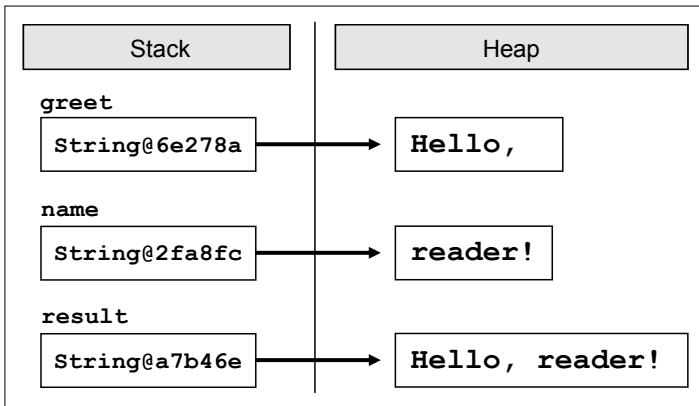 Stack
Heap
greet
String@6e278a
Hello,
name
String@2fa8fc
reader!
result
String@a7b46e
Hello, reader!